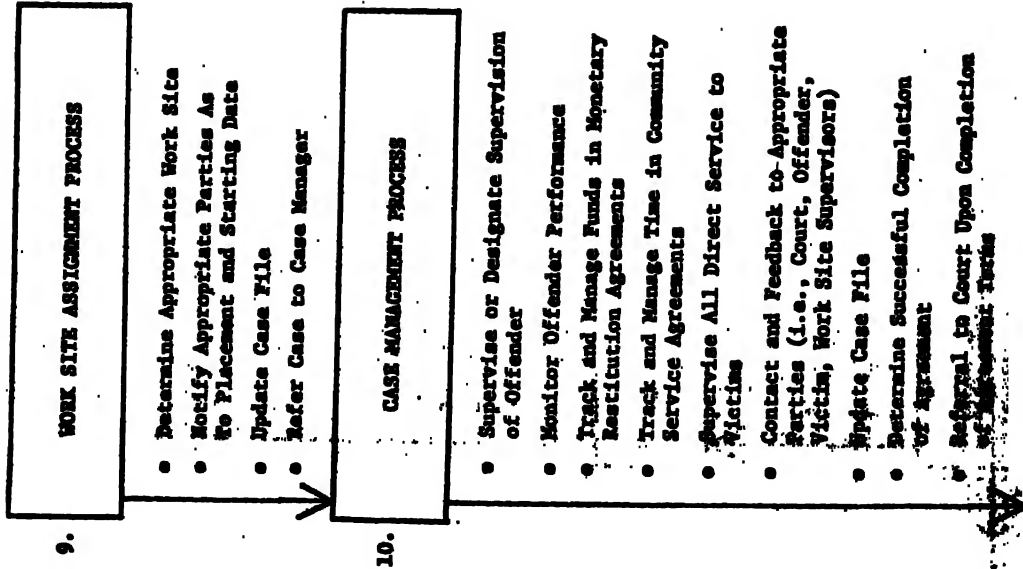 9.
WORK SITE ASSIGNMENT PROCESS
• Determine Appropriate Work Site
• Notify Appropriate Parties As
To Placement and Starting Date
• Update Case File
• Refer Case to Case Manager
10.
CASE MANAGEMENT PROCESS
• Supervise or Designate Supervision
of Offender
• Monitor Offender Performance
• Track and Manage Funds in Monetary
Restitution Agreements
• Track and Manage Time in Community
Service Agreements
• Supervise All Direct Service to
Victims
• Contact and Feedback to Appropriate
Parties (i.e., Court, Offender,
Victim, Work Site Supervisors)
• Update Case File
• Determine Successful Completion
of Agreement
• Referral to Court Upon Completion
of Agreement Terms